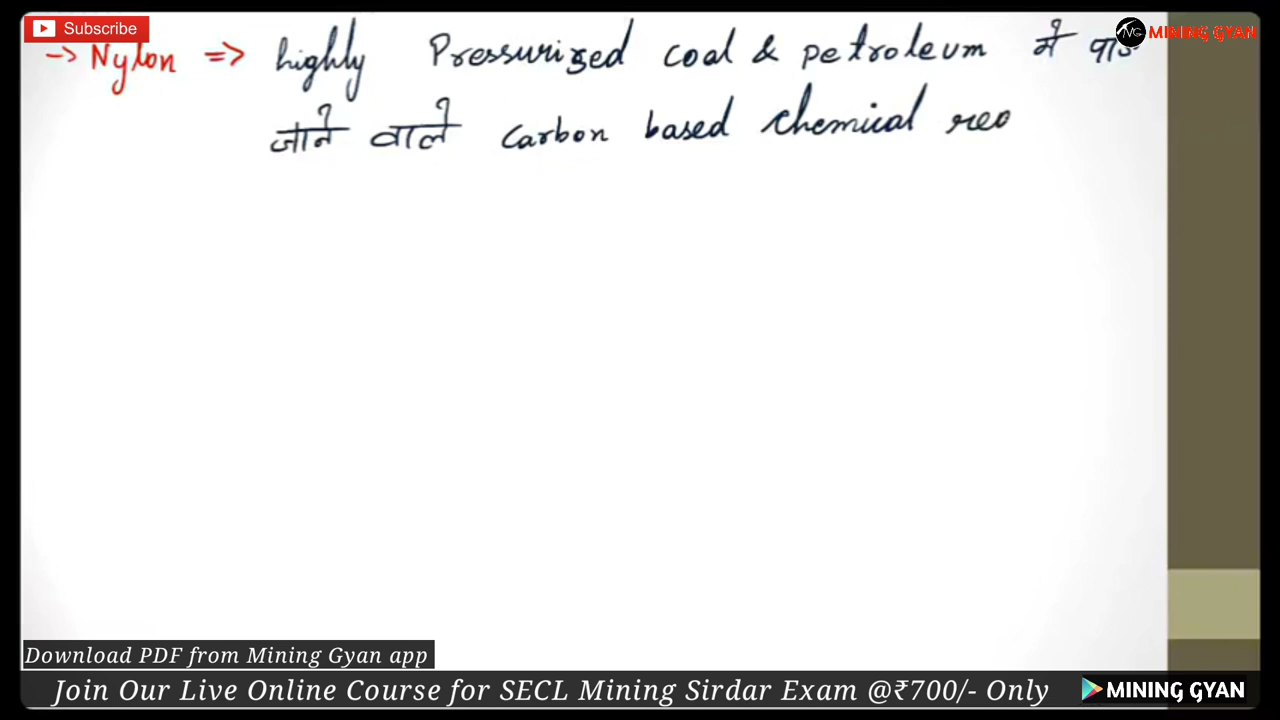 Subscribe
MINING GYAN
→ Nylon ⇒ highly Pressurized coal & petroleum में
जाने वाले carbon based chemical rea
Download PDF from Mining Gyan app
Join Our Live Online Course for SECL Mining Sirdar Exam @₹700/- Only
MINING GYAN